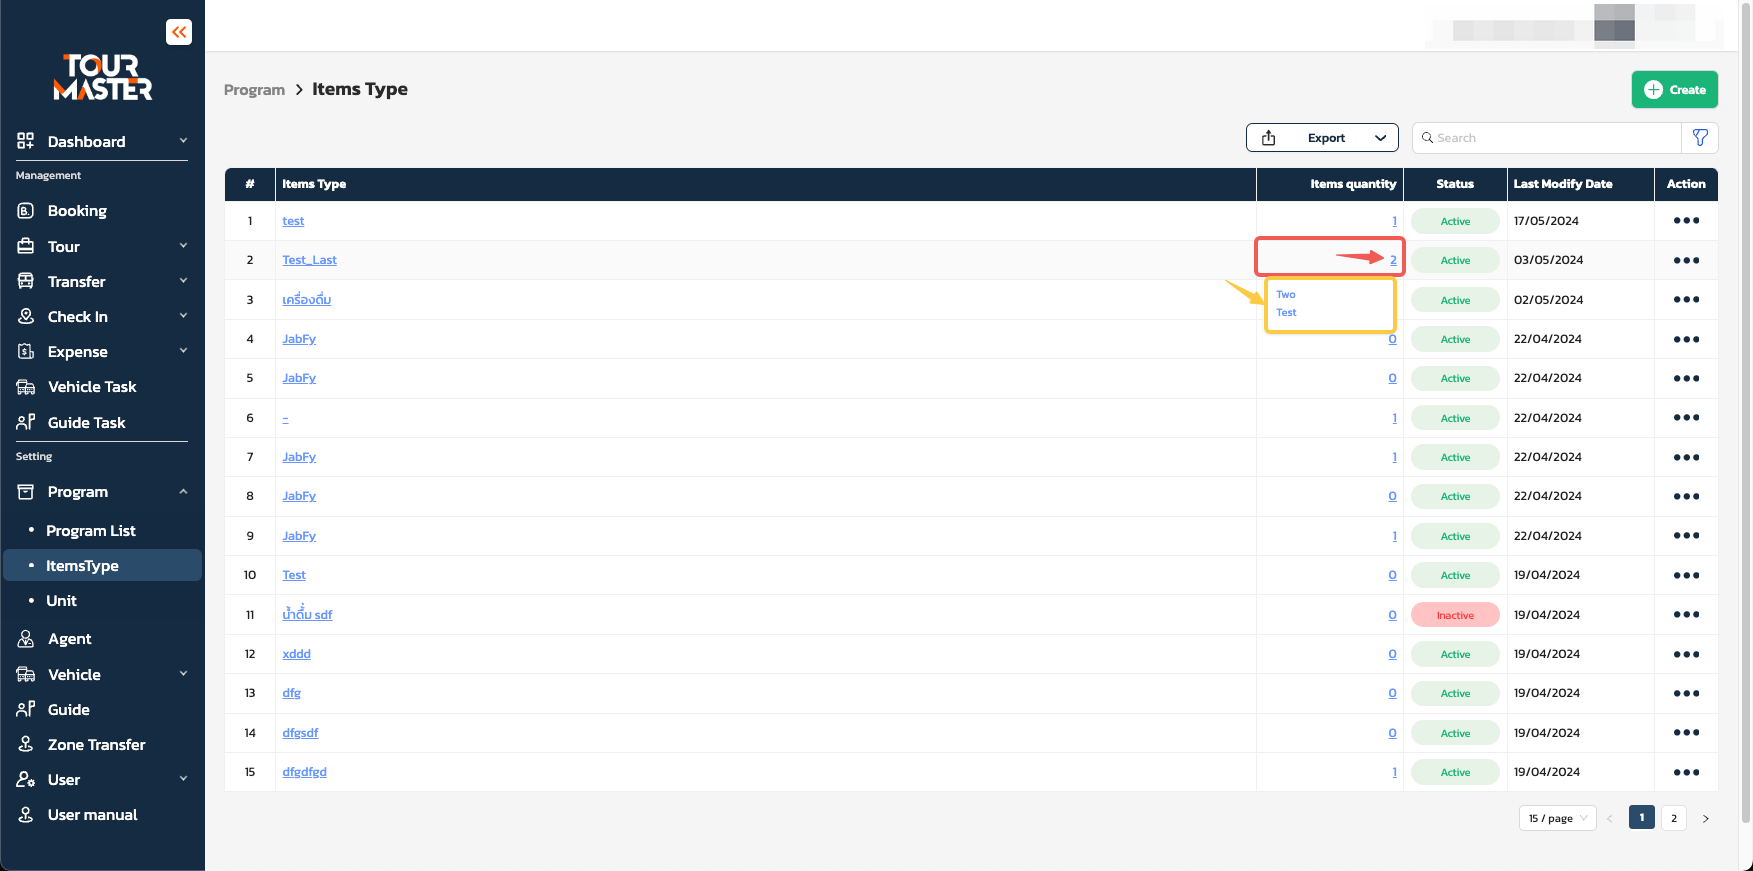 TOUR
MASTER
Dashboard
Management
Booking
Tour
Transfer
Check In
Expense
Vehicle Task
Guide Task
Setting
Program
• Program List
• ItemsType
• Unit
Agent
Vehicle
Guide
Zone Transfer
User
User manual
Program > Items Type
Create
Export
Search
# Items Type Items quantity Status Last Modify Date Action
1 test 1 Active 17/05/2024 •••
2 Test_Last 2 Active 03/05/2024 •••
3 เครื่องดื่ม Active 02/05/2024 •••
Two
Test
4 JabFy 0 Active 22/04/2024 •••
5 JabFy 0 Active 22/04/2024 •••
6 - 1 Active 22/04/2024 •••
7 JabFy 1 Active 22/04/2024 •••
8 JabFy 0 Active 22/04/2024 •••
9 JabFy 1 Active 22/04/2024 •••
10 Test 0 Active 19/04/2024 •••
11 น้ำดื่ม sdf 0 Inactive 19/04/2024 •••
12 xddd 0 Active 19/04/2024 •••
13 dfg 0 Active 19/04/2024 •••
14 dfgsdf 0 Active 19/04/2024 •••
15 dfgdfgd 1 Active 19/04/2024 •••
15 / page < 1 2 >